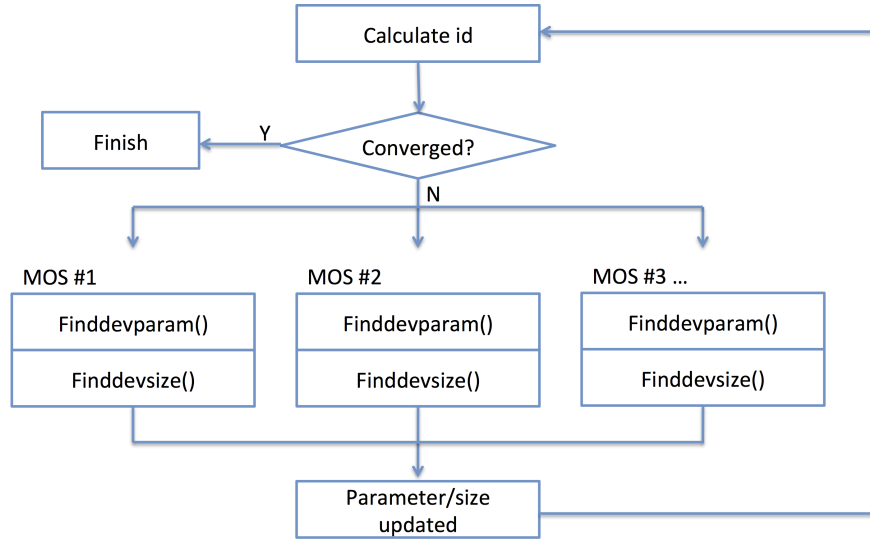 Calculate id
Y
Finish
Converged?
N
MOS #1
MOS #2
MOS #3 ...
Finddevparam()
Finddevparam()
Finddevparam()
Finddevsize()
Finddevsize()
Finddevsize()
Parameter/size
updated